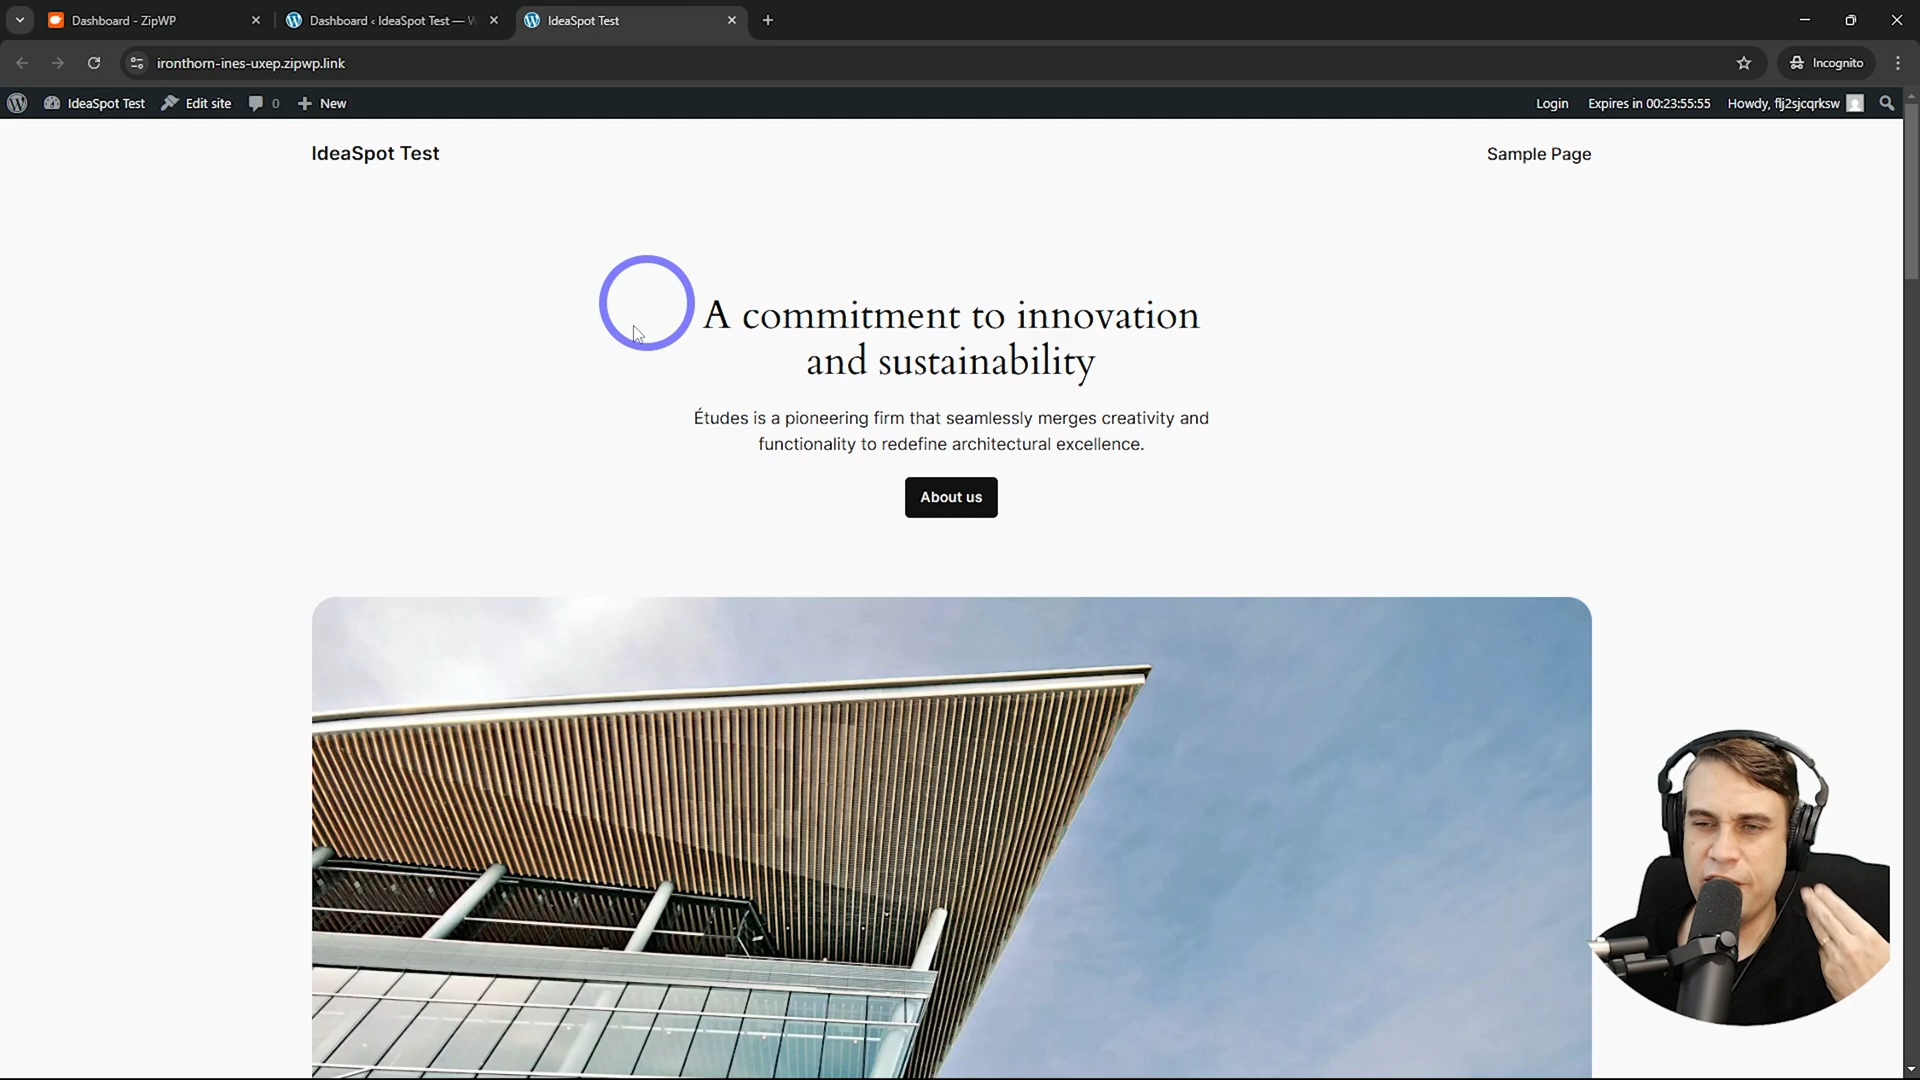 Dashboard - ZipWP
Dashboard ‹ IdeaSpot Test — W
IdeaSpot Test
ironthorn-ines-uxep.zipwp.link
Incognito
IdeaSpot Test
Edit site
0
New
Login
Expires in 00:23:55:55
Howdy, flj2sjcqrksw
IdeaSpot Test
Sample Page
A commitment to innovation
and sustainability
Études is a pioneering firm that seamlessly merges creativity and
functionality to redefine architectural excellence.
About us